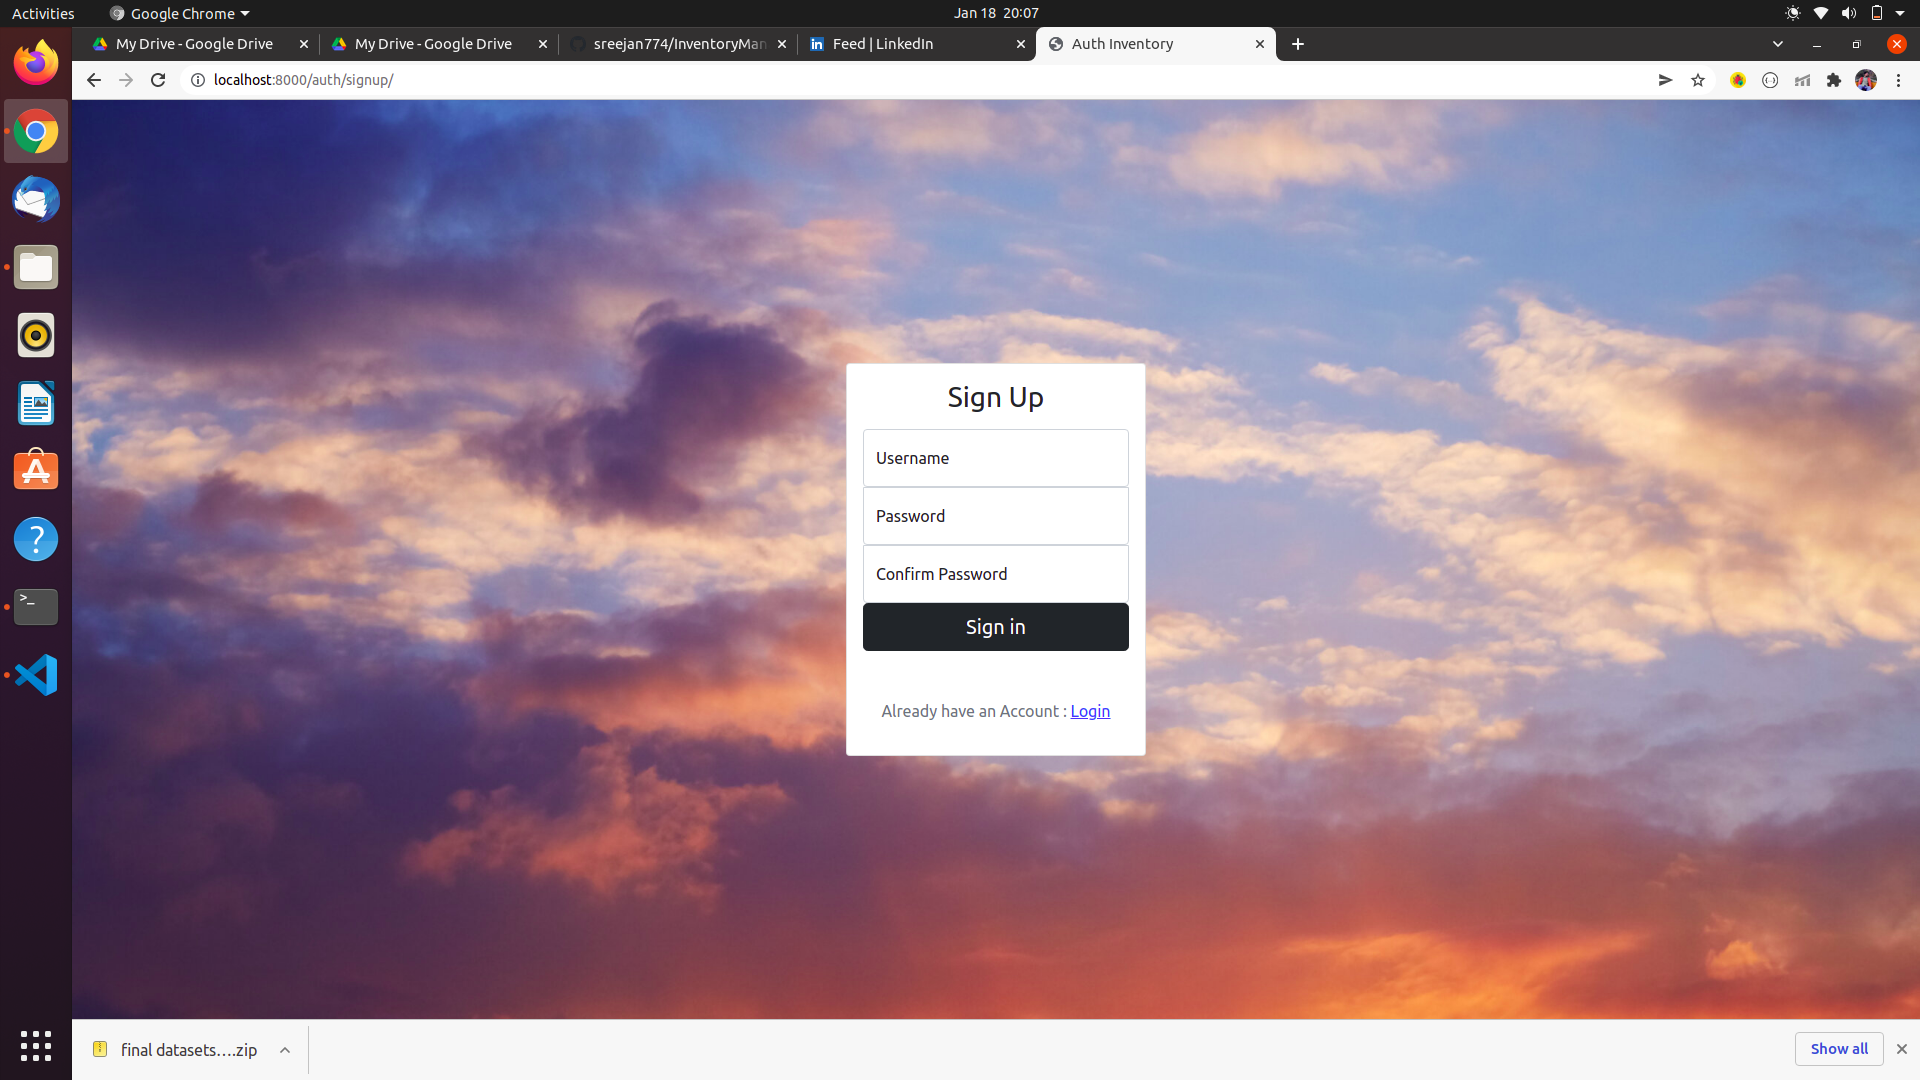 Activities
Google Chrome
Jan 18 20:07
My Drive - Google Drive
My Drive - Google Drive
sreejan774/InventoryMan
Feed | LinkedIn
Auth Inventory
localhost:8000/auth/signup/
Sign Up
Username
Password
Confirm Password
Sign in
Already have an Account : Login
final datasets....zip
Show all